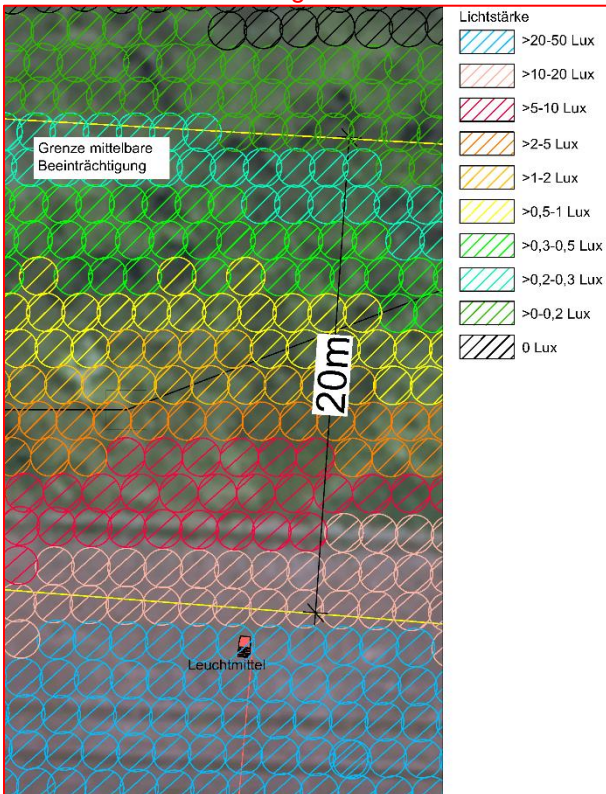 Grenze mittelbare
Beeinträchtigung
20m
Leuchtmittel
Lichtstärke
>20-50 Lux
>10-20 Lux
>5-10 Lux
>2-5 Lux
>1-2 Lux
>0,5-1 Lux
>0,3-0,5 Lux
>0,2-0,3 Lux
>0-0,2 Lux
0 Lux